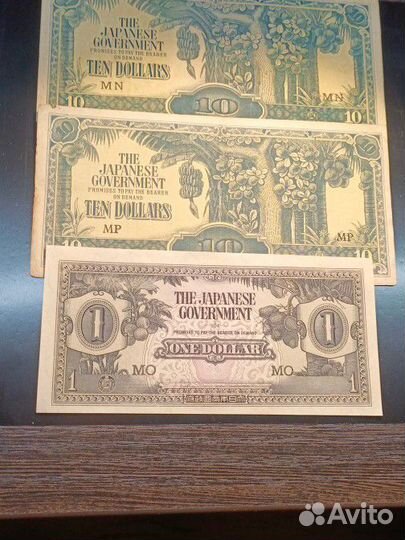 THE
JAPANESE
GOVERNMENT
PROMISES TO PAY THE BEARER
ON DEMAND
TEN DOLLARS
MN MN
10 10 10
THE
JAPANESE
GOVERNMENT
PROMISES TO PAY THE BEARER
ON DEMAND
TEN DOLLARS
MP MP
10 10 10
THE JAPANESE
GOVERNMENT
PROMISES TO PAY THE BEARER ON DEMAND
1 1
ONE DOLLAR
MO MO
1 1
Avito